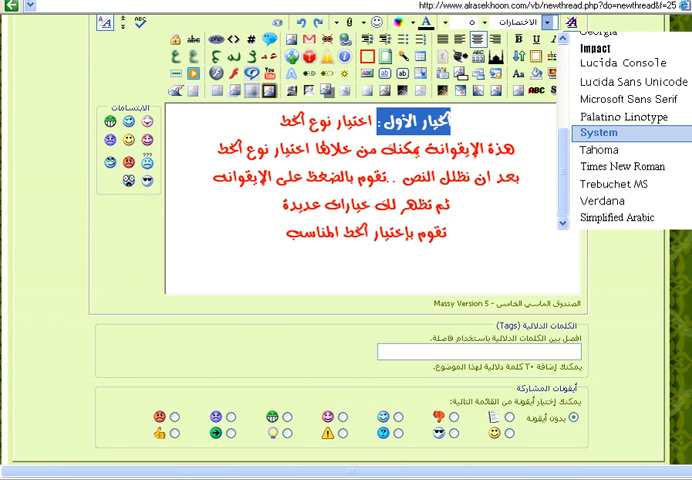 http://www.alrasekhoon.com/vb/newthread.php?do=newthread&f=25
الاختصارات
٥
Georgia
Impact
Lucida Console
Lucida Sans Unicode
Microsoft Sans Serif
Palatino Linotype
System
Tahoma
Times New Roman
Trebuchet MS
Verdana
Simplified Arabic
الابتسامات
الخيار الأول : اختيار نوع الخط
هذة الإيقوانه يمكنك من خلالها اختيار نوع الخط
بعد ان نظلل النص ..نقوم بالضغط على الإيقوانه
ثم تظهر لك خيارات عديدة
نقوم بإختيار الخط المناسب
الصندوق الماسي الخامس - Massy Version 5
الكلمات الدلالية (Tags)
افصل بين الكلمات الدلالية باستخدام فاصلة.
يمكنك إضافة ٢٠ كلمة دلالية لهذا الموضوع.
أيقونات المشاركة
يمكنك إختيار أيقونة من القائمة التالية:
بدون أيقونة